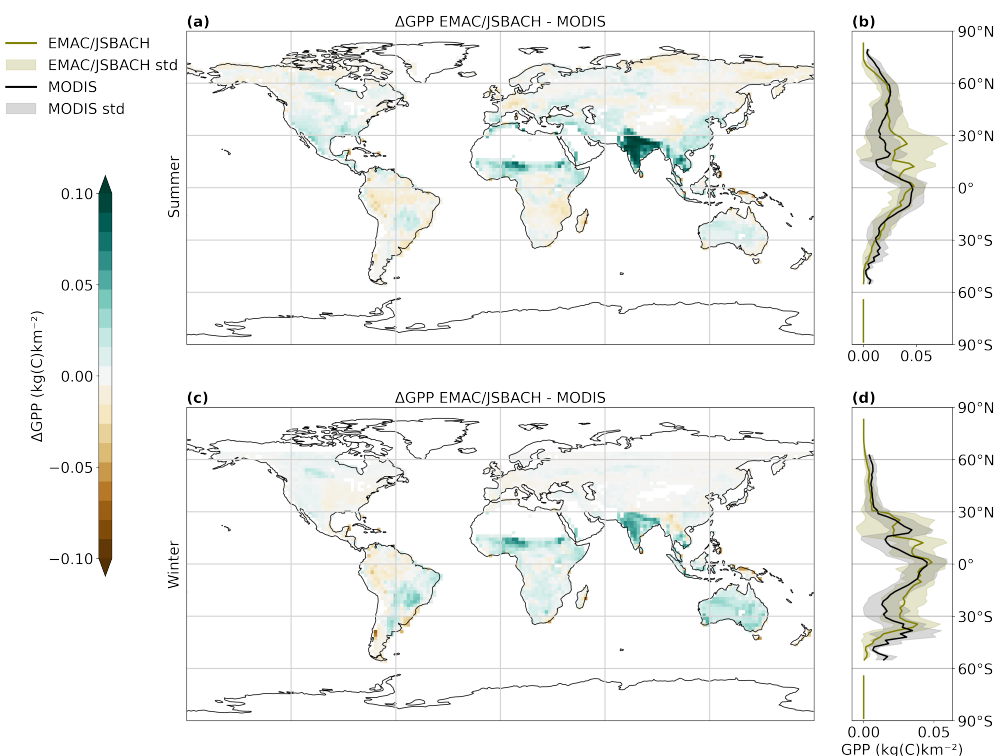 (a)
ΔGPP EMAC/JSBACH - MODIS
(b)
90°N
EMAC/JSBACH
EMAC/JSBACH std
MODIS
MODIS std
60°N
30°N
0°
30°S
60°S
90°S
0.00
0.05
Summer
0.10
0.05
0.00
−0.05
−0.10
ΔGPP (kg(C)km⁻²)
(c)
ΔGPP EMAC/JSBACH - MODIS
(d)
90°N
60°N
30°N
0°
30°S
60°S
90°S
Winter
0.00
0.05
GPP (kg(C)km⁻²)